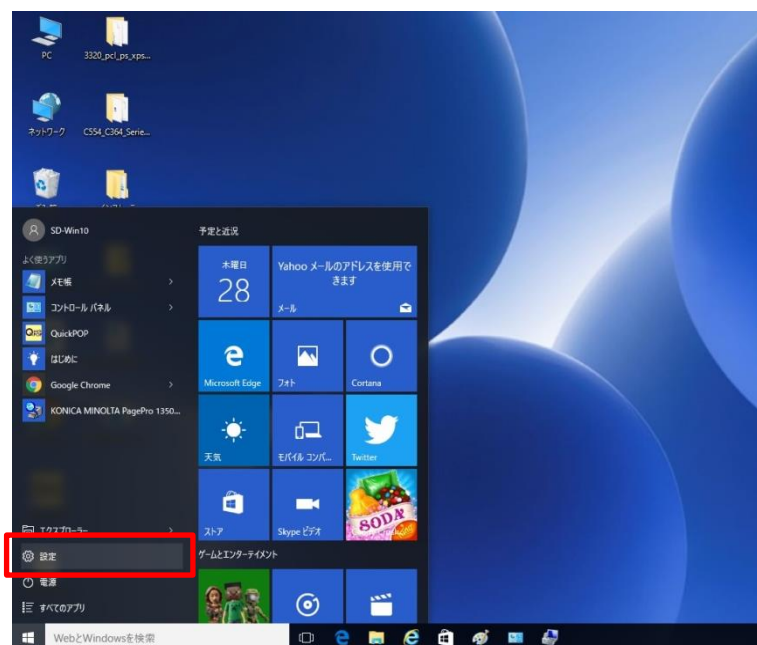 PC
3320_pcl_ps_xps...
ネットワーク
C554_C364_Serie...
SD-Win10
よく使うアプリ
メモ帳
コントロール パネル
QuickPOP
はじめに
Google Chrome
KONICA MINOLTA PagePro 1350...
エクスプローラー
設定
電源
すべてのアプリ
予定と近況
木曜日
28
Yahoo メールのアドレスを使用で
きます
メール
Microsoft Edge
フォト
Cortana
天気
モバイル コンパ...
Twitter
ストア
Skype ビデオ
SODA
ゲームとエンターテイメント
WebとWindowsを検索